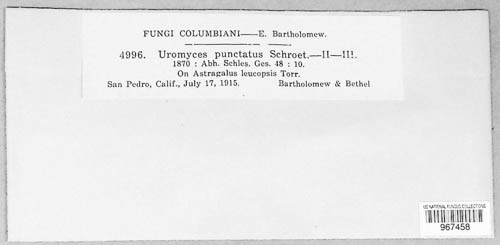 FUNGI COLUMBIANI—E. Bartholomew.
4996. Uromyces punctatus Schroet.—II—III.
1870 : Abh. Schles. Ges. 48 : 10.
On Astragalus leucopsis Torr.
San Pedro, Calif., July 17, 1915. Bartholomew & Bethel
US NATIONAL FUNGUS COLLECTIONS
967458